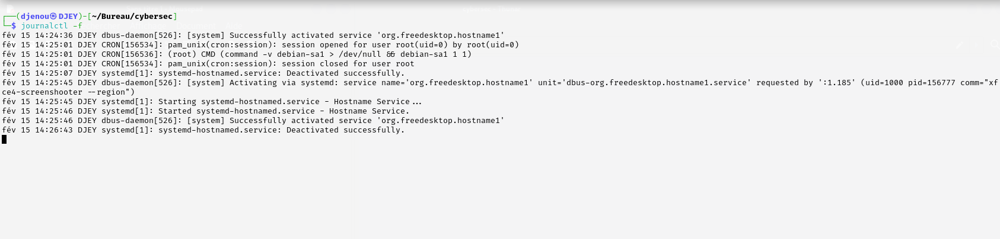 ┌──(djenou㉿DJEY)-[~/Bureau/cybersec]
└─$ journalctl -f
fév 15 14:24:36 DJEY dbus-daemon[526]: [system] Successfully activated service 'org.freedesktop.hostname1'
fév 15 14:25:01 DJEY CRON[156534]: pam_unix(cron:session): session opened for user root(uid=0) by root(uid=0)
fév 15 14:25:01 DJEY CRON[156536]: (root) CMD (command -v debian-sa1 > /dev/null && debian-sa1 1 1)
fév 15 14:25:01 DJEY CRON[156534]: pam_unix(cron:session): session closed for user root
fév 15 14:25:07 DJEY systemd[1]: systemd-hostnamed.service: Deactivated successfully.
fév 15 14:25:45 DJEY dbus-daemon[526]: [system] Activating via systemd: service name='org.freedesktop.hostname1' unit='dbus-org.freedesktop.hostname1.service' requested by ':1.185' (uid=1000 pid=156777 comm="xf
ce4-screenshooter --region")
fév 15 14:25:45 DJEY systemd[1]: Starting systemd-hostnamed.service - Hostname Service...
fév 15 14:25:46 DJEY systemd[1]: Started systemd-hostnamed.service - Hostname Service.
fév 15 14:25:46 DJEY dbus-daemon[526]: [system] Successfully activated service 'org.freedesktop.hostname1'
fév 15 14:26:43 DJEY systemd[1]: systemd-hostnamed.service: Deactivated successfully.